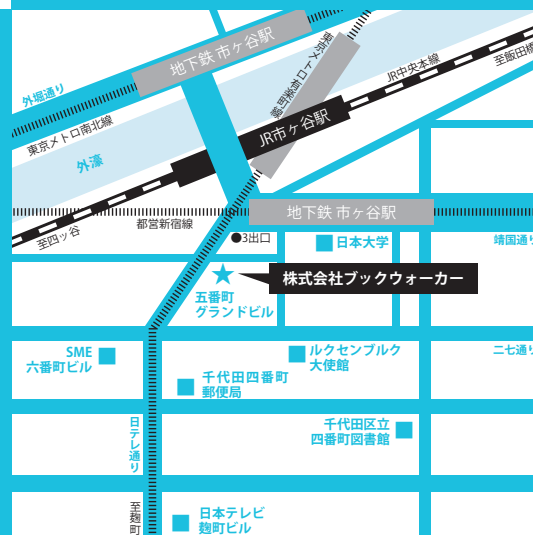 地下鉄 市ヶ谷駅
東京メトロ有楽町線
JR中央本線
至飯田橋
外堀通り
東京メトロ南北線
外濠
JR市ヶ谷駅
地下鉄 市ヶ谷駅
都営新宿線
至四ッ谷
●3出口
日本大学
靖国通り
株式会社ブックウォーカー
五番町
グランドビル
SME
六番町ビル
ルクセンブルク
大使館
二七通り
千代田四番町
郵便局
千代田区立
四番町図書館
日テレ通り
至麹町
日本テレビ
麹町ビル